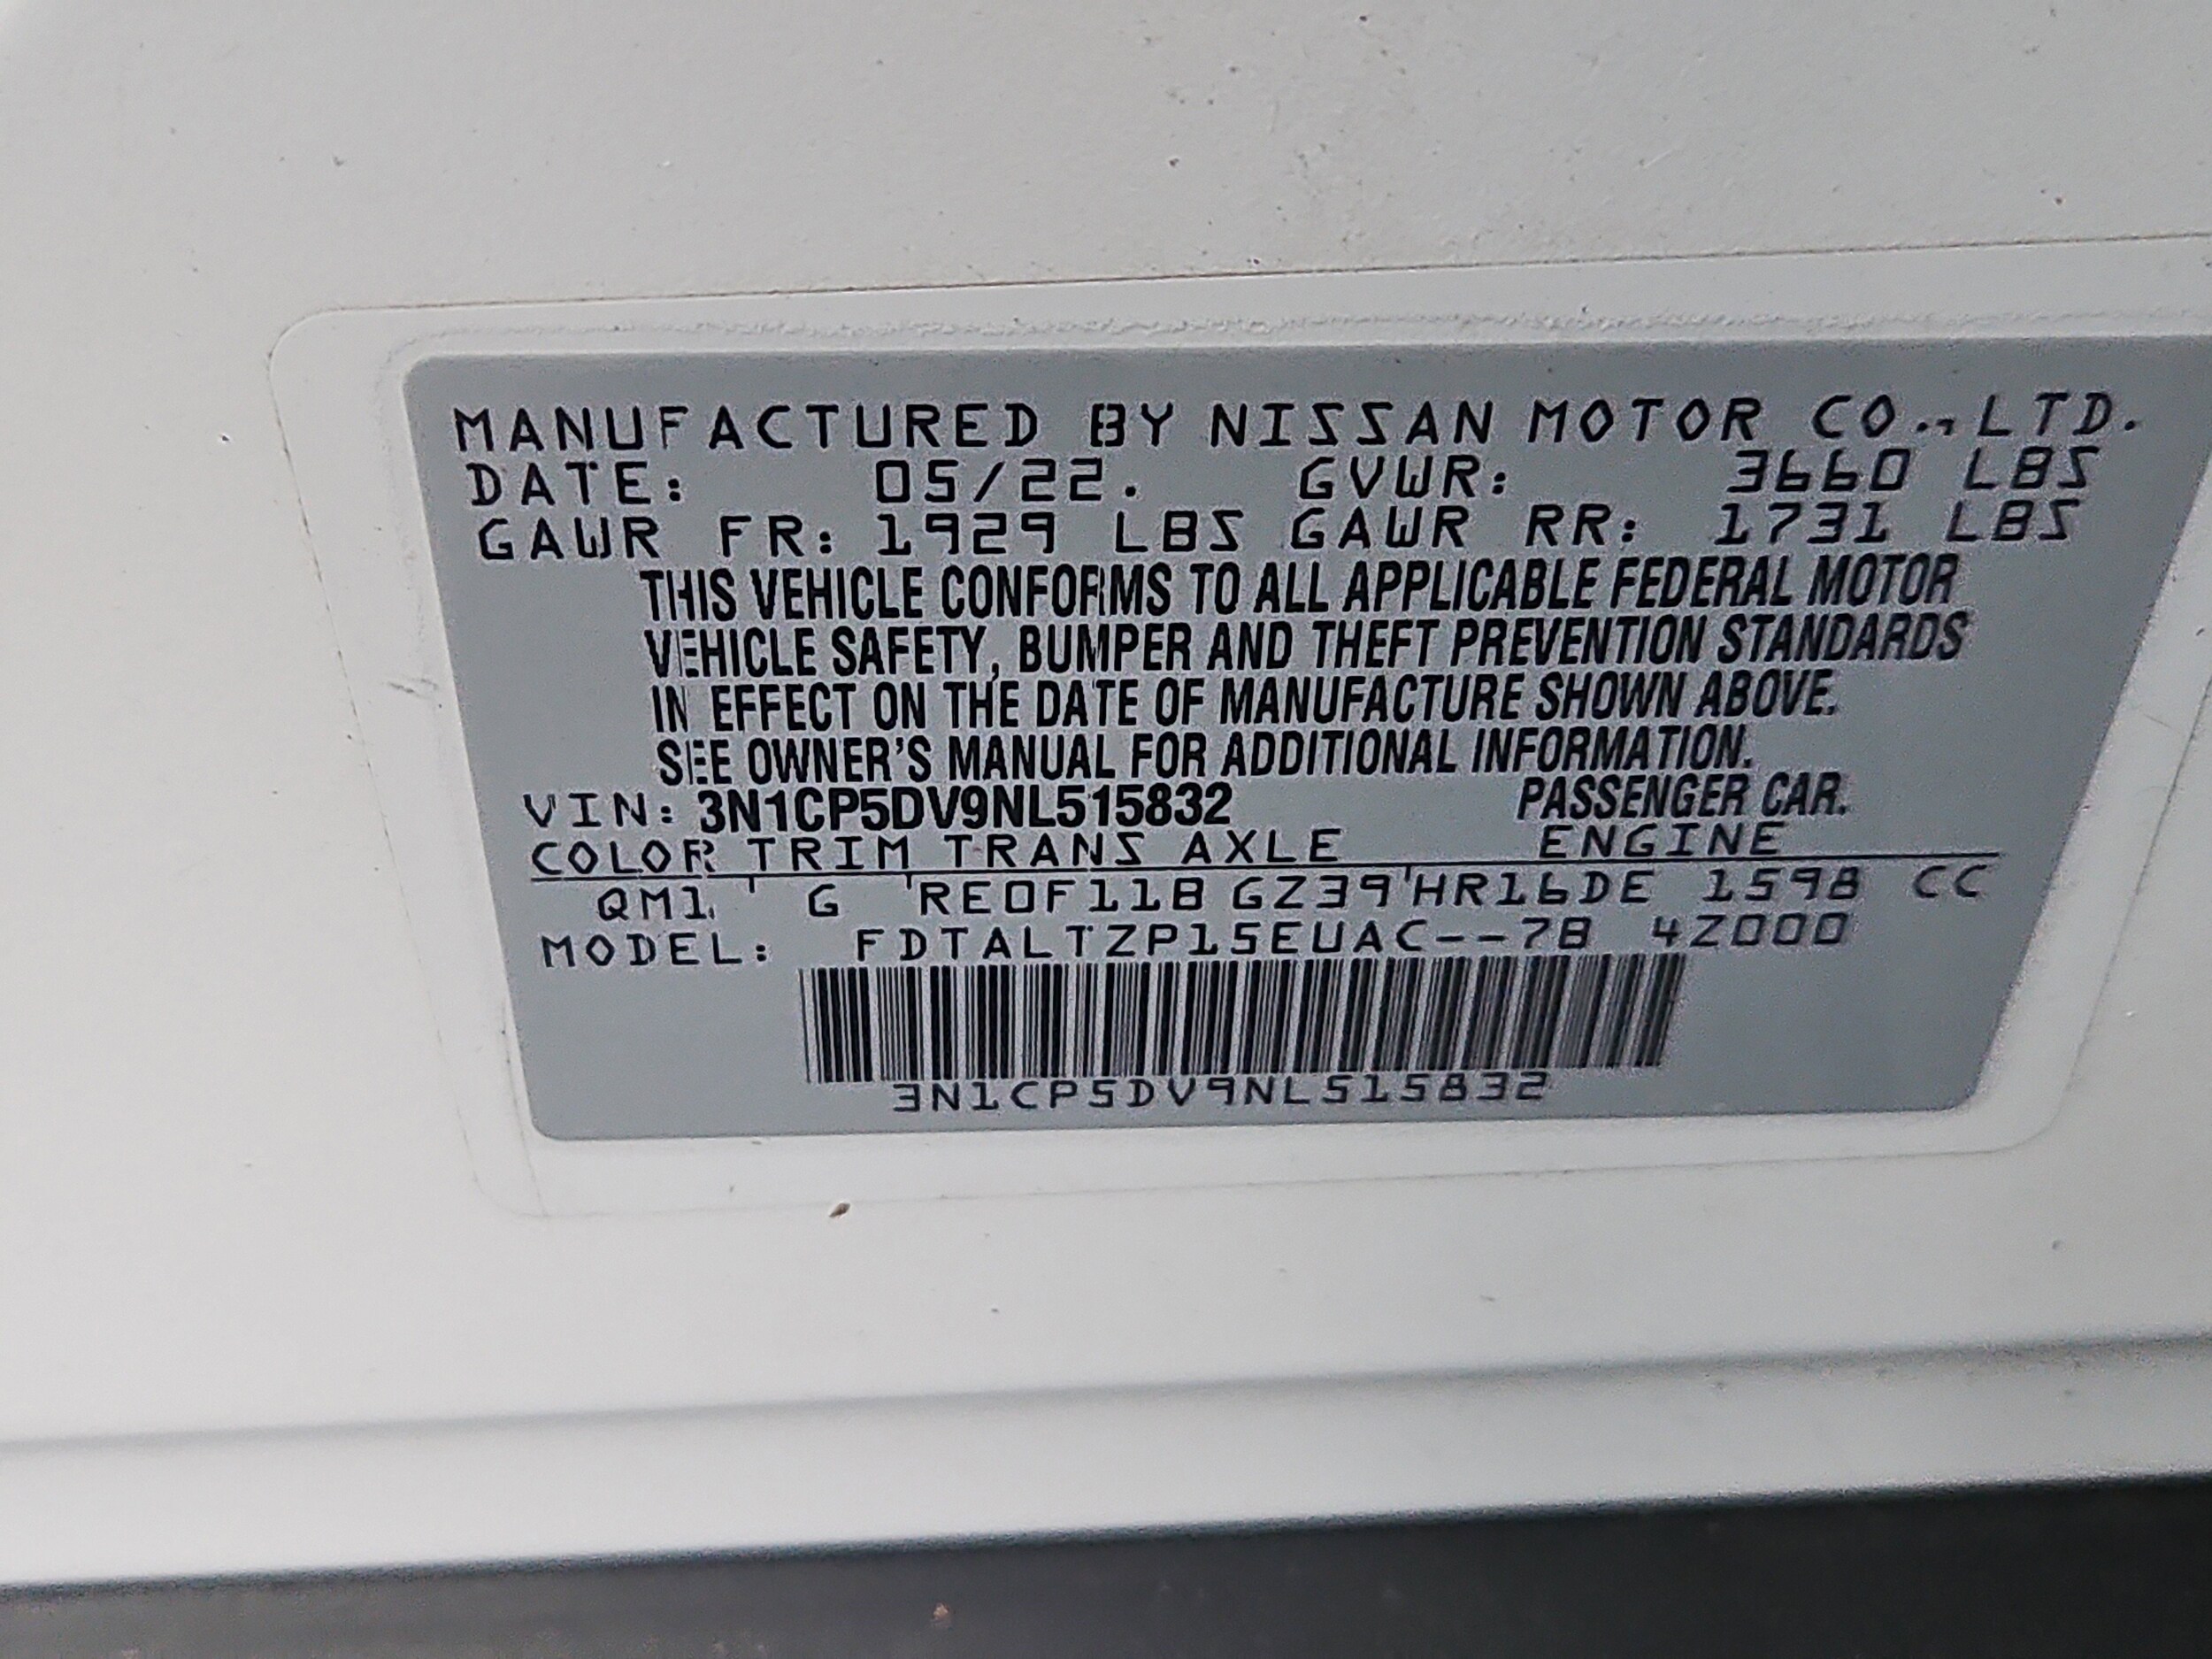 MANUFACTURED BY NISSAN MOTOR CO., LTD.
DATE: 05/22. GVWR: 3660 LBS
GAWR FR: 1929 LBS GAWR RR: 1731 LBS
THIS VEHICLE CONFORMS TO ALL APPLICABLE FEDERAL MOTOR
VEHICLE SAFETY, BUMPER AND THEFT PREVENTION STANDARDS
IN EFFECT ON THE DATE OF MANUFACTURE SHOWN ABOVE.
SEE OWNER'S MANUAL FOR ADDITIONAL INFORMATION.
VIN: 3N1CP5DV9NL515832 PASSENGER CAR.
COLOR TRIM TRANS AXLE ENGINE
QM1 G RE0F11B GZ39 HR16DE 1598 CC
MODEL: FDTALTZP15EUAC--7B 4Z000
3N1CP5DV9NL515832